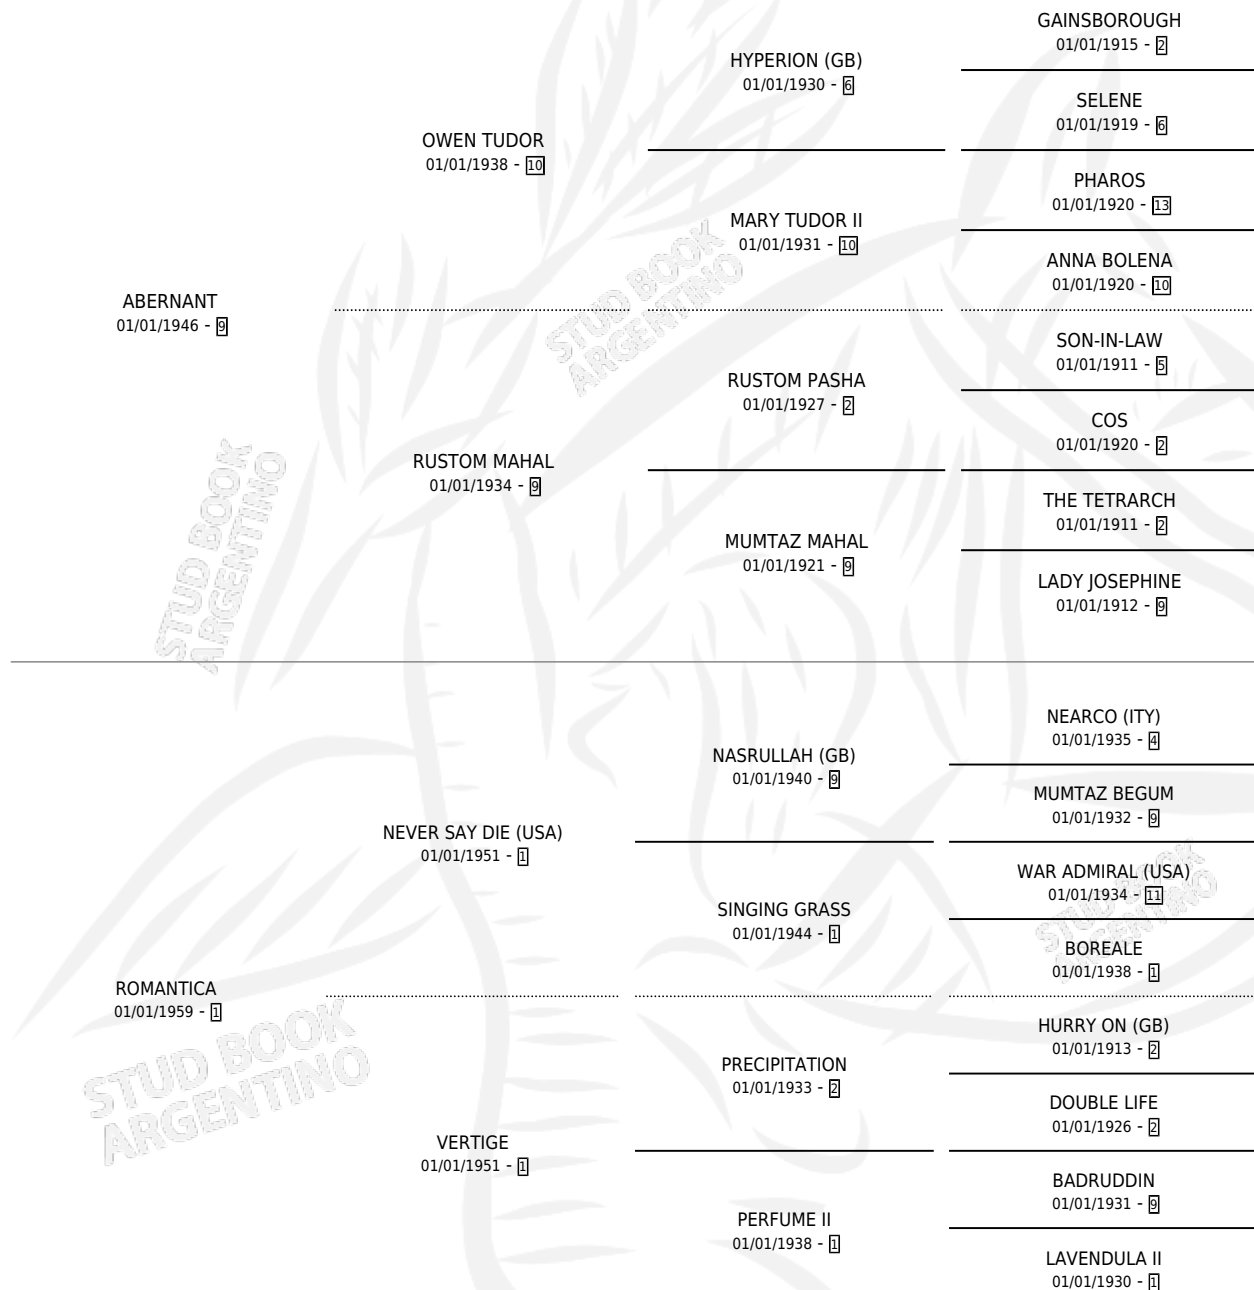 GAINSBOROUGH
01/01/1915 - 2
HYPERION (GB)
01/01/1930 - 6
SELENE
01/01/1919 - 6
OWEN TUDOR
01/01/1938 - 10
PHAROS
01/01/1920 - 13
MARY TUDOR II
01/01/1931 - 10
ANNA BOLENA
01/01/1920 - 10
ABERNANT
01/01/1946 - 9
SON-IN-LAW
01/01/1911 - 5
RUSTOM PASHA
01/01/1927 - 2
COS
01/01/1920 - 2
RUSTOM MAHAL
01/01/1934 - 9
THE TETRARCH
01/01/1911 - 2
MUMTAZ MAHAL
01/01/1921 - 9
LADY JOSEPHINE
01/01/1912 - 9
STUD BOOK
ARGENTINO
STUD BOOK
ARGENTINO
NEARCO (ITY)
01/01/1935 - 4
NASRULLAH (GB)
01/01/1940 - 9
MUMTAZ BEGUM
01/01/1932 - 9
NEVER SAY DIE (USA)
01/01/1951 - 1
WAR ADMIRAL (USA)
01/01/1934 - 11
SINGING GRASS
01/01/1944 - 1
BOREALE
01/01/1938 - 1
STUD BOOK
ARGENTINO
ROMANTICA
01/01/1959 - 1
HURRY ON (GB)
01/01/1913 - 2
PRECIPITATION
01/01/1933 - 2
DOUBLE LIFE
01/01/1926 - 2
STUD BOOK
ARGENTINO
VERTIGE
01/01/1951 - 1
BADRUDDIN
01/01/1931 - 9
PERFUME II
01/01/1938 - 1
LAVENDULA II
01/01/1930 - 1